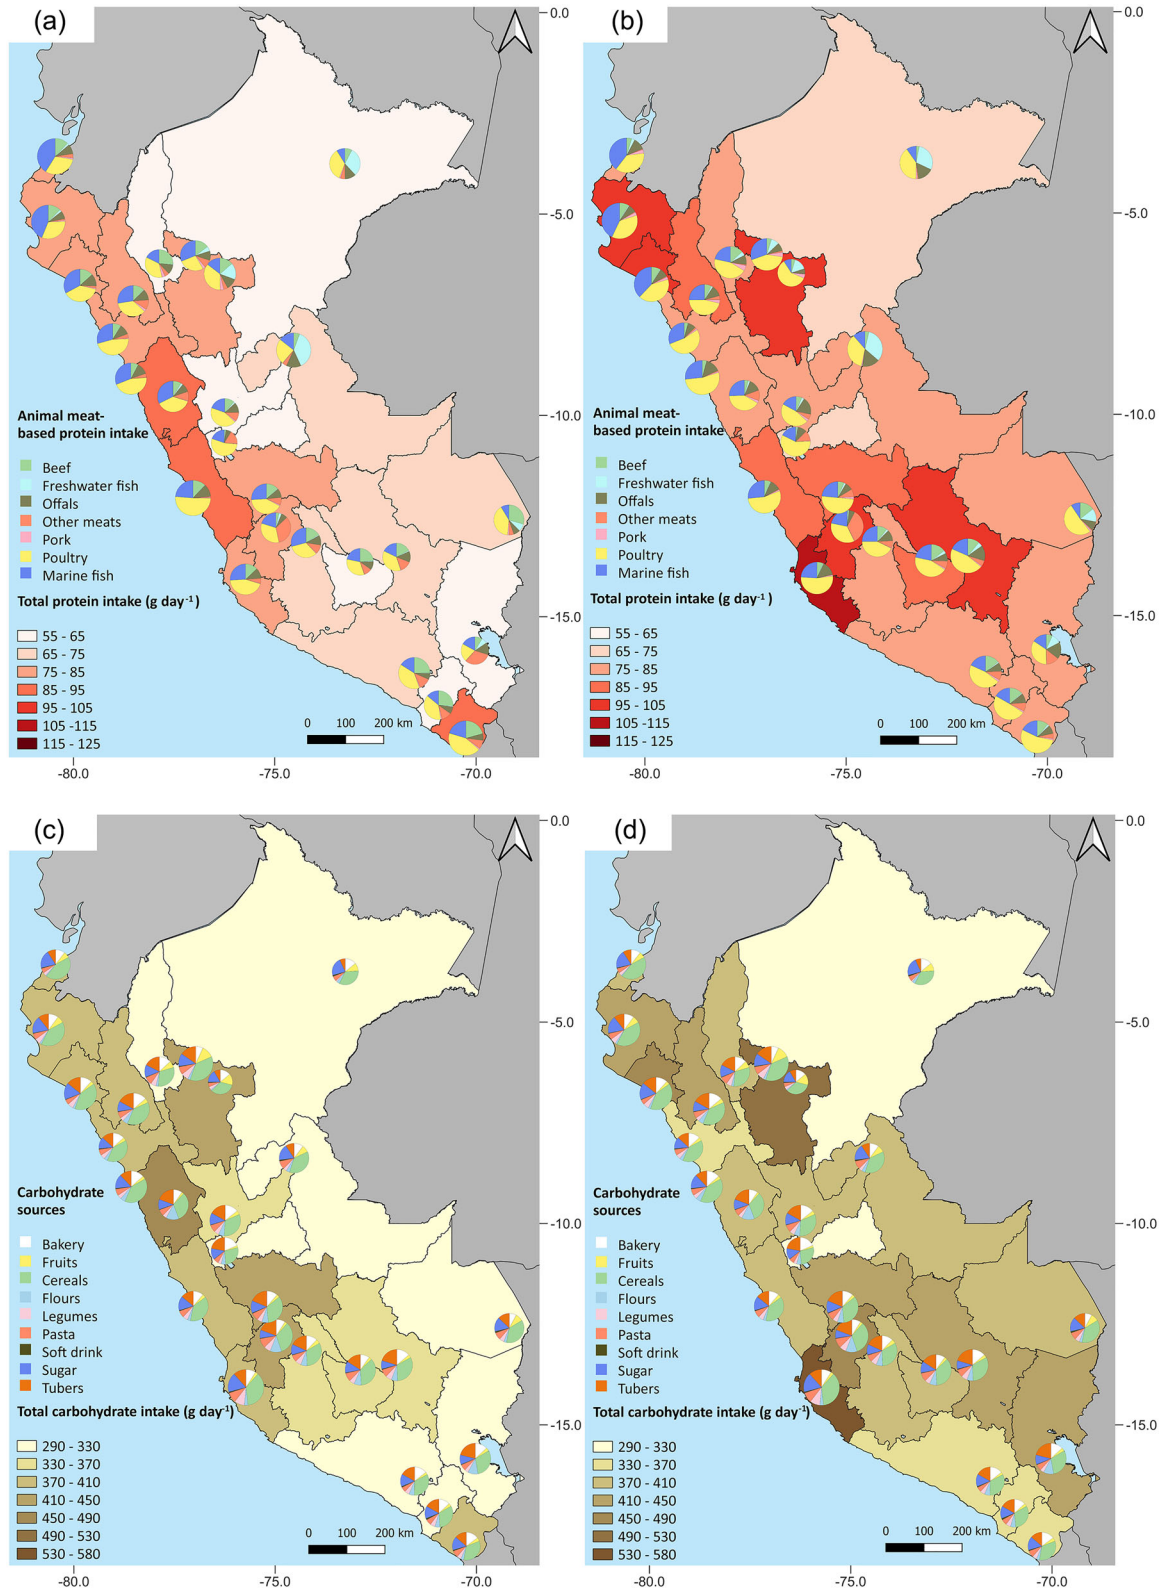 (a)
0.0
-5.0
-10.0
-15.0
Animal meat-
based protein intake
Beef
Freshwater fish
Offals
Other meats
Pork
Poultry
Marine fish
Total protein intake (g day-1)
55 - 65
65 - 75
75 - 85
85 - 95
95 - 105
105 -115
115 - 125
0 100 200 km
-80.0 -75.0 -70.0
(b)
0.0
-5.0
-10.0
-15.0
Animal meat-
based protein intake
Beef
Freshwater fish
Offals
Other meats
Pork
Poultry
Marine fish
Total protein intake (g day-1)
55 - 65
65 - 75
75 - 85
85 - 95
95 - 105
105 -115
115 - 125
0 100 200 km
-80.0 -75.0 -70.0
(c)
0.0
-5.0
-10.0
-15.0
Carbohydrate
sources
Bakery
Fruits
Cereals
Flours
Legumes
Pasta
Soft drink
Sugar
Tubers
Total carbohydrate intake (g day-1)
290 - 330
330 - 370
370 - 410
410 - 450
450 - 490
490 - 530
530 - 580
0 100 200 km
-80.0 -75.0 -70.0
(d)
0.0
-5.0
-10.0
-15.0
Carbohydrate
sources
Bakery
Fruits
Cereals
Flours
Legumes
Pasta
Soft drink
Sugar
Tubers
Total carbohydrate intake (g day-1)
290 - 330
330 - 370
370 - 410
410 - 450
450 - 490
490 - 530
530 - 580
0 100 200 km
-80.0 -75.0 -70.0